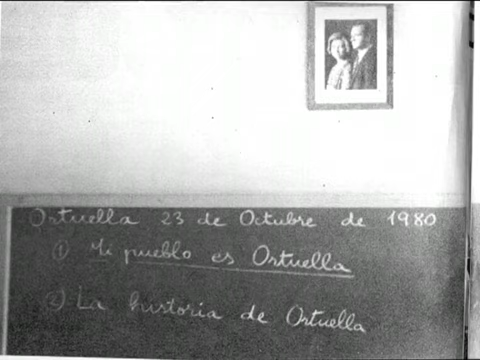 Ortuella 23 de Octubre de 1980
① Mi pueblo es Ortuella
② La historia de Ortuella